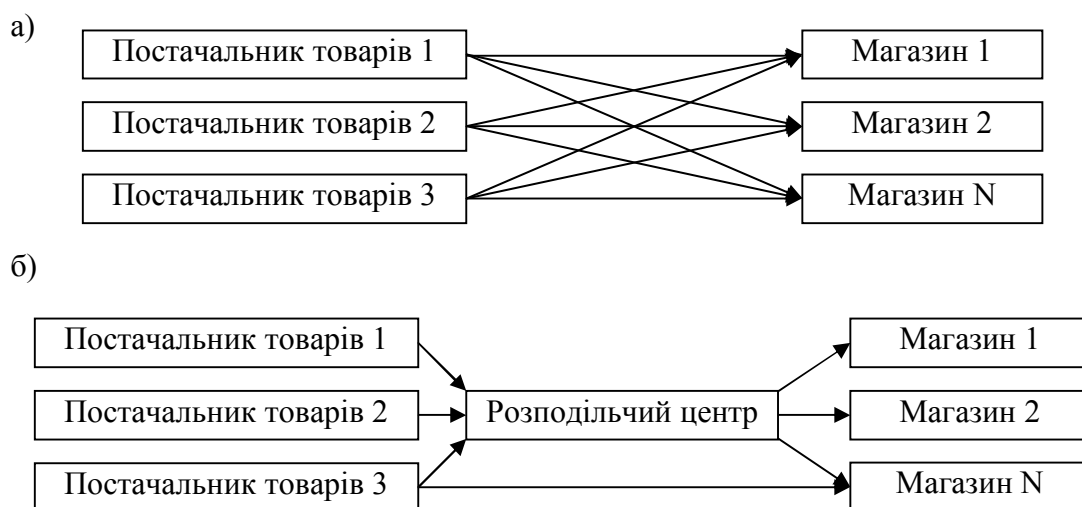 а)
Постачальник товарів 1
Магазин 1
Постачальник товарів 2
Магазин 2
Постачальник товарів 3
Магазин N
б)
Постачальник товарів 1
Магазин 1
Постачальник товарів 2
Розподільчий центр
Магазин 2
Постачальник товарів 3
Магазин N